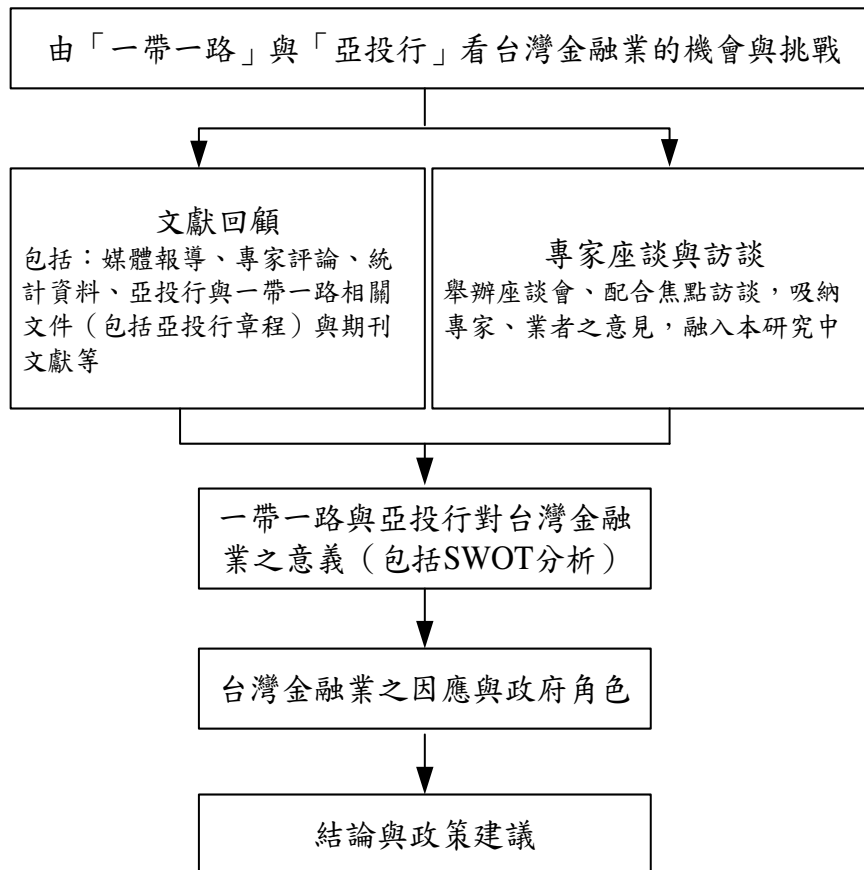 由「一帶一路」與「亞投行」看台灣金融業的機會與挑戰
文獻回顧
包括：媒體報導、專家評論、統
計資料、亞投行與一帶一路相關
文件（包括亞投行章程）與期刊
文獻等
專家座談與訪談
舉辦座談會、配合焦點訪談，吸納
專家、業者之意見，融入本研究中
一帶一路與亞投行對台灣金融
業之意義（包括SWOT分析）
台灣金融業之因應與政府角色
結論與政策建議